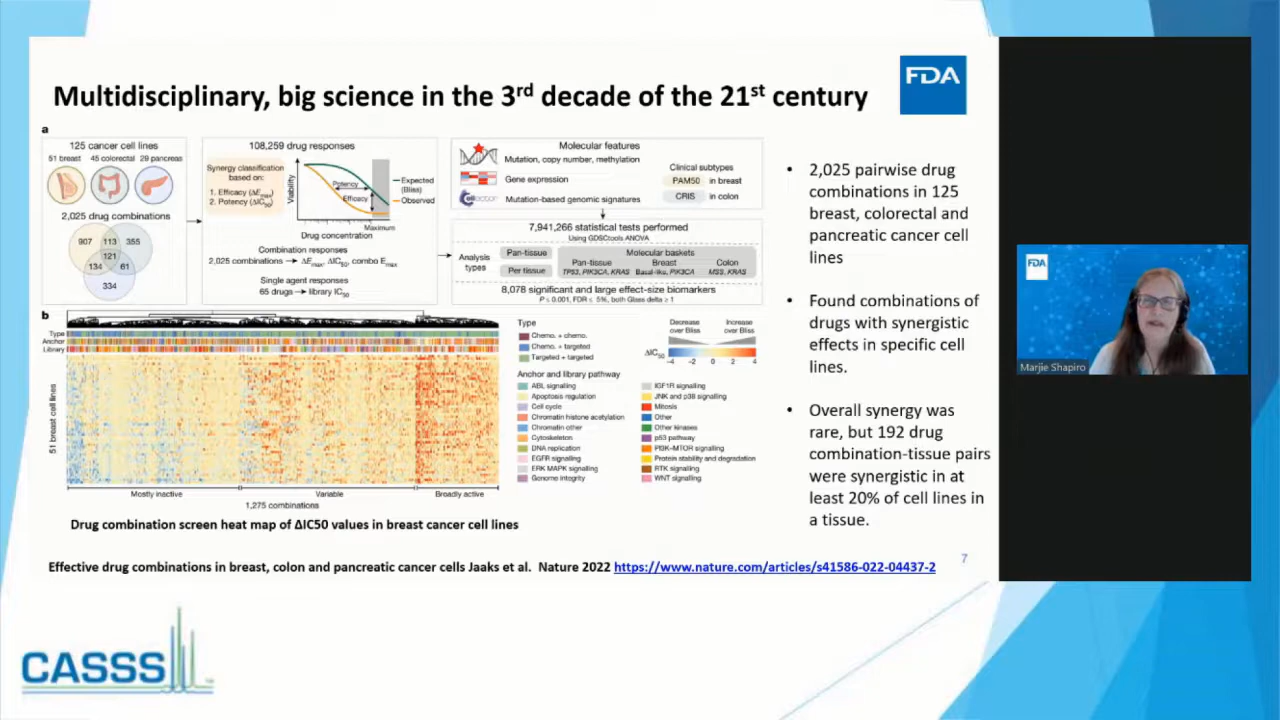 Multidisciplinary, big science in the 3rd decade of the 21st century
FDA
a
125 cancer cell lines
51 breast 45 colorectal 29 pancreas
2,025 drug combinations
907 113 355
121
134 61
334
108,259 drug responses
Synergy classification
based on:
1. Efficacy (ΔEmax)
2. Potency (ΔIC50)
Viability
Potency
Efficacy
Expected
(Bliss)
Observed
Maximum
Drug concentration
Combination responses
2,025 combinations → ΔEmax, ΔIC50, combo Emax
Single agent responses
65 drugs → library IC50
Molecular features
Mutation, copy number, methylation
Gene expression
Mutation-based genomic signatures
Clinical subtypes
PAM50 in breast
CRIS in colon
7,941,266 statistical tests performed
Using GDSCtools ANOVA
Analysis
types
Pan-tissue
Per tissue
Molecular baskets
Pan-tissue Breast Colon
TP53, PIK3CA, KRAS Basal-like, PIK3CA MSS, KRAS
8,078 significant and large effect-size biomarkers
P ≤ 0.001, FDR ≤ 5%, both Glass delta ≥ 1
b
Type
Anchor
Library
51 breast cell lines
Mostly inactive Variable Broadly active
1,275 combinations
Type
Chemo. + chemo.
Chemo. + targeted
Targeted + targeted
Decrease
over Bliss
Increase
over Bliss
ΔIC50
-4 -2 0 2 4
Anchor and library pathway
ABL signalling
Apoptosis regulation
Cell cycle
Chromatin histone acetylation
Chromatin other
Cytoskeleton
DNA replication
EGFR signalling
ERK MAPK signalling
Genome integrity
IGF1R signalling
JNK and p38 signalling
Mitosis
Other
Other kinases
p53 pathway
PI3K–MTOR signalling
Protein stability and degradation
RTK signalling
WNT signalling
Drug combination screen heat map of ΔIC50 values in breast cancer cell lines
• 2,025 pairwise drug
combinations in 125
breast, colorectal and
pancreatic cancer cell
lines
• Found combinations of
drugs with synergistic
effects in specific cell
lines.
• Overall synergy was
rare, but 192 drug
combination-tissue pairs
were synergistic in at
least 20% of cell lines in
a tissue.
7
Effective drug combinations in breast, colon and pancreatic cancer cells Jaaks et al. Nature 2022 https://www.nature.com/articles/s41586-022-04437-2
FDA
Marjie Shapiro
CASSS